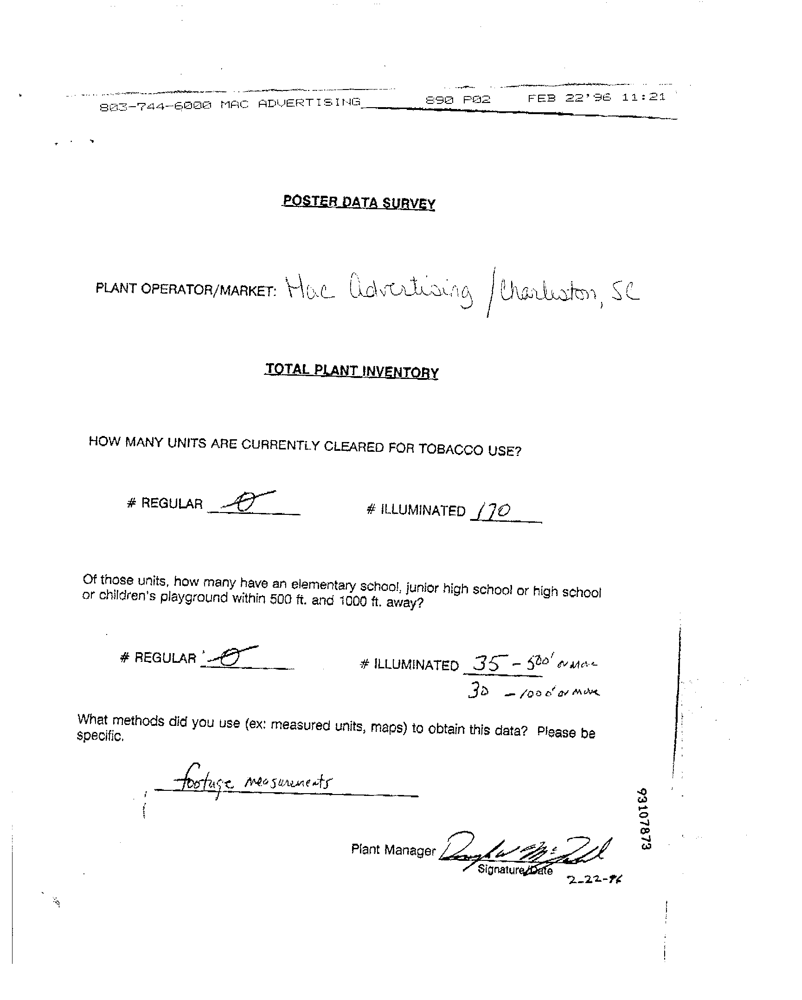 803-744-6000 MAC ADVERTISING 890 P02 FEB 22'96 11:21
POSTER DATA SURVEY
PLANT OPERATOR/MARKET: Mac Advertising / Charleston, SC
TOTAL PLANT INVENTORY
HOW MANY UNITS ARE CURRENTLY CLEARED FOR TOBACCO USE?
# REGULAR 0 # ILLUMINATED 170
Of those units, how many have an elementary school, junior high school or high school
or children's playground within 500 ft. and 1000 ft. away?
# REGULAR 0 # ILLUMINATED 35 - 500' or more
30 - 1000' or more
What methods did you use (ex: measured units, maps) to obtain this data? Please be
specific.
footage measurements
Plant Manager
Signature/Date
2-22-96
93107873